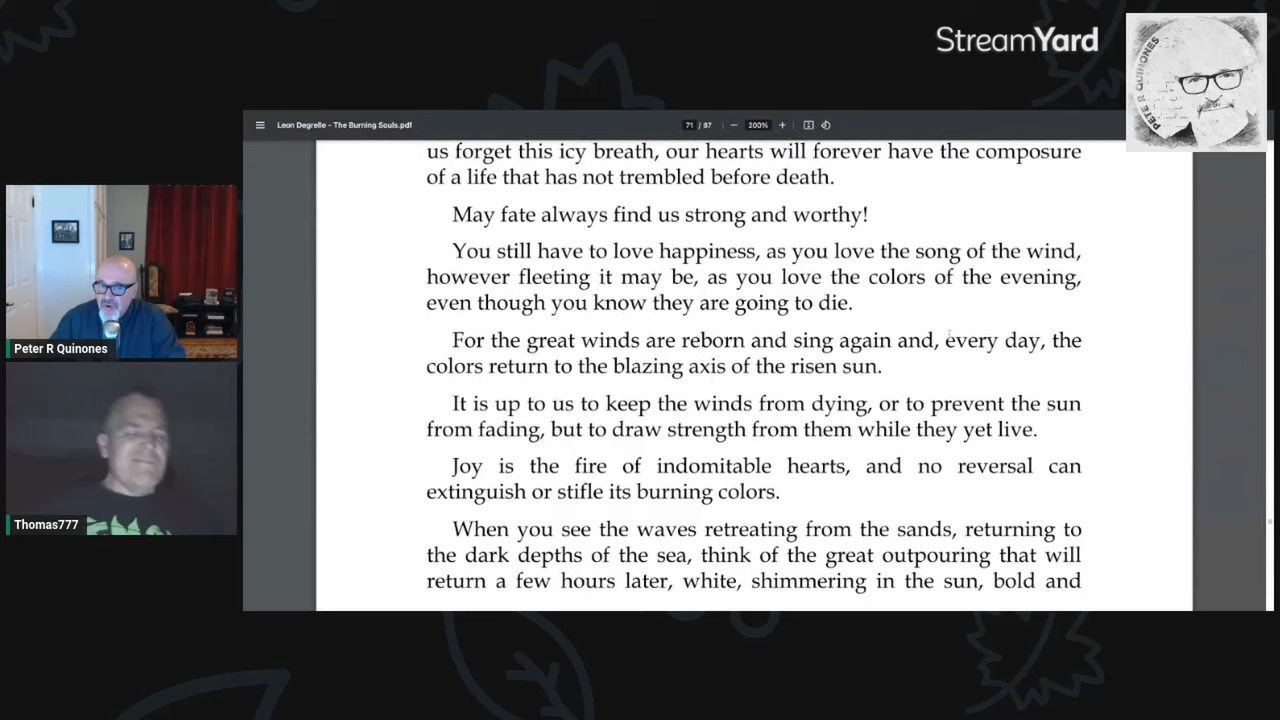 StreamYard
PETER R QUINONES
Leon Degrelle - The Burning Souls.pdf
71 / 87
200%
us forget this icy breath, our hearts will forever have the composure
of a life that has not trembled before death.
May fate always find us strong and worthy!
You still have to love happiness, as you love the song of the wind,
however fleeting it may be, as you love the colors of the evening,
even though you know they are going to die.
For the great winds are reborn and sing again and, every day, the
colors return to the blazing axis of the risen sun.
It is up to us to keep the winds from dying, or to prevent the sun
from fading, but to draw strength from them while they yet live.
Joy is the fire of indomitable hearts, and no reversal can
extinguish or stifle its burning colors.
When you see the waves retreating from the sands, returning to
the dark depths of the sea, think of the great outpouring that will
return a few hours later, white, shimmering in the sun, bold and
Peter R Quinones
Thomas777